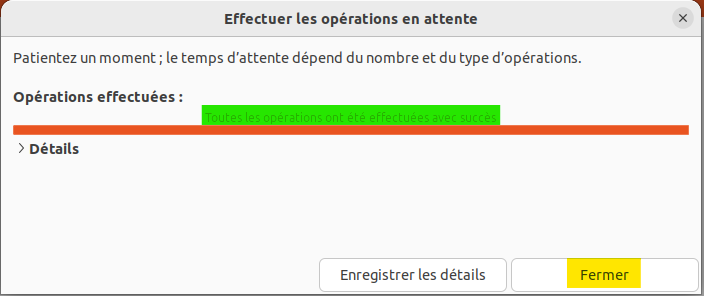 Effectuer les opérations en attente
Patientez un moment ; le temps d’attente dépend du nombre et du type d’opérations.
Opérations effectuées :
Toutes les opérations ont été effectuées avec succès
Détails
Enregistrer les détails
Fermer